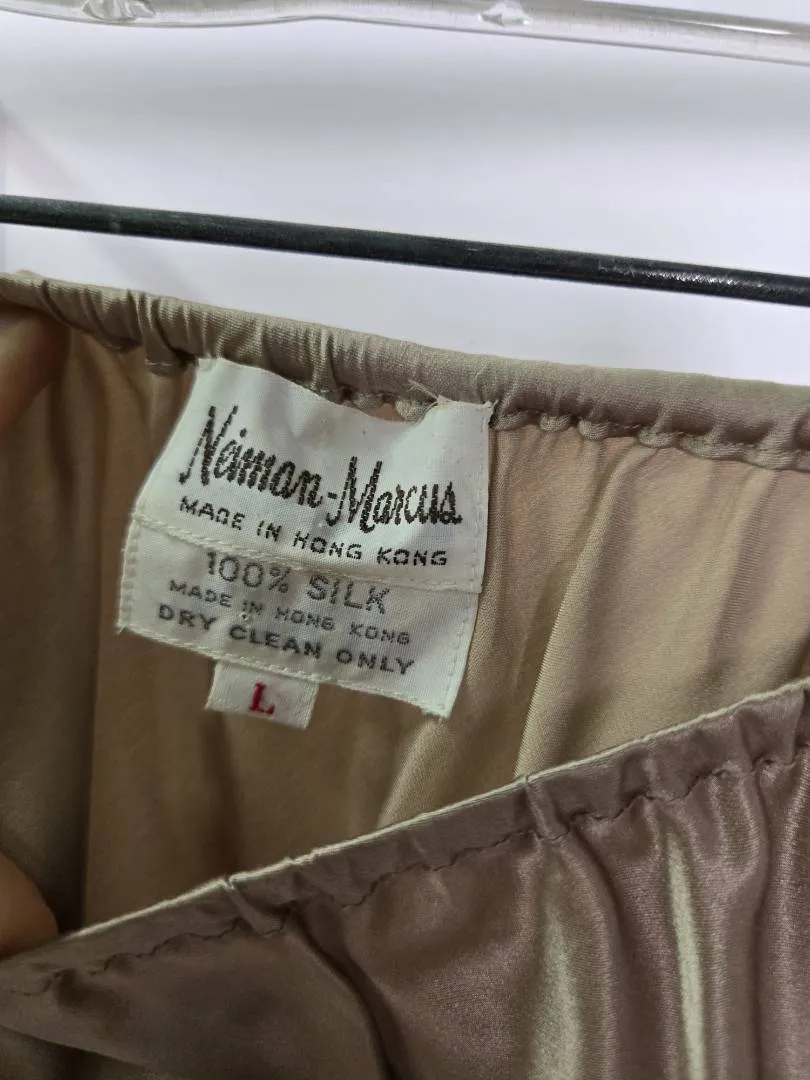 Neiman-Marcus
MADE IN HONG KONG
100% SILK
MADE IN HONG KONG
DRY CLEAN ONLY
L